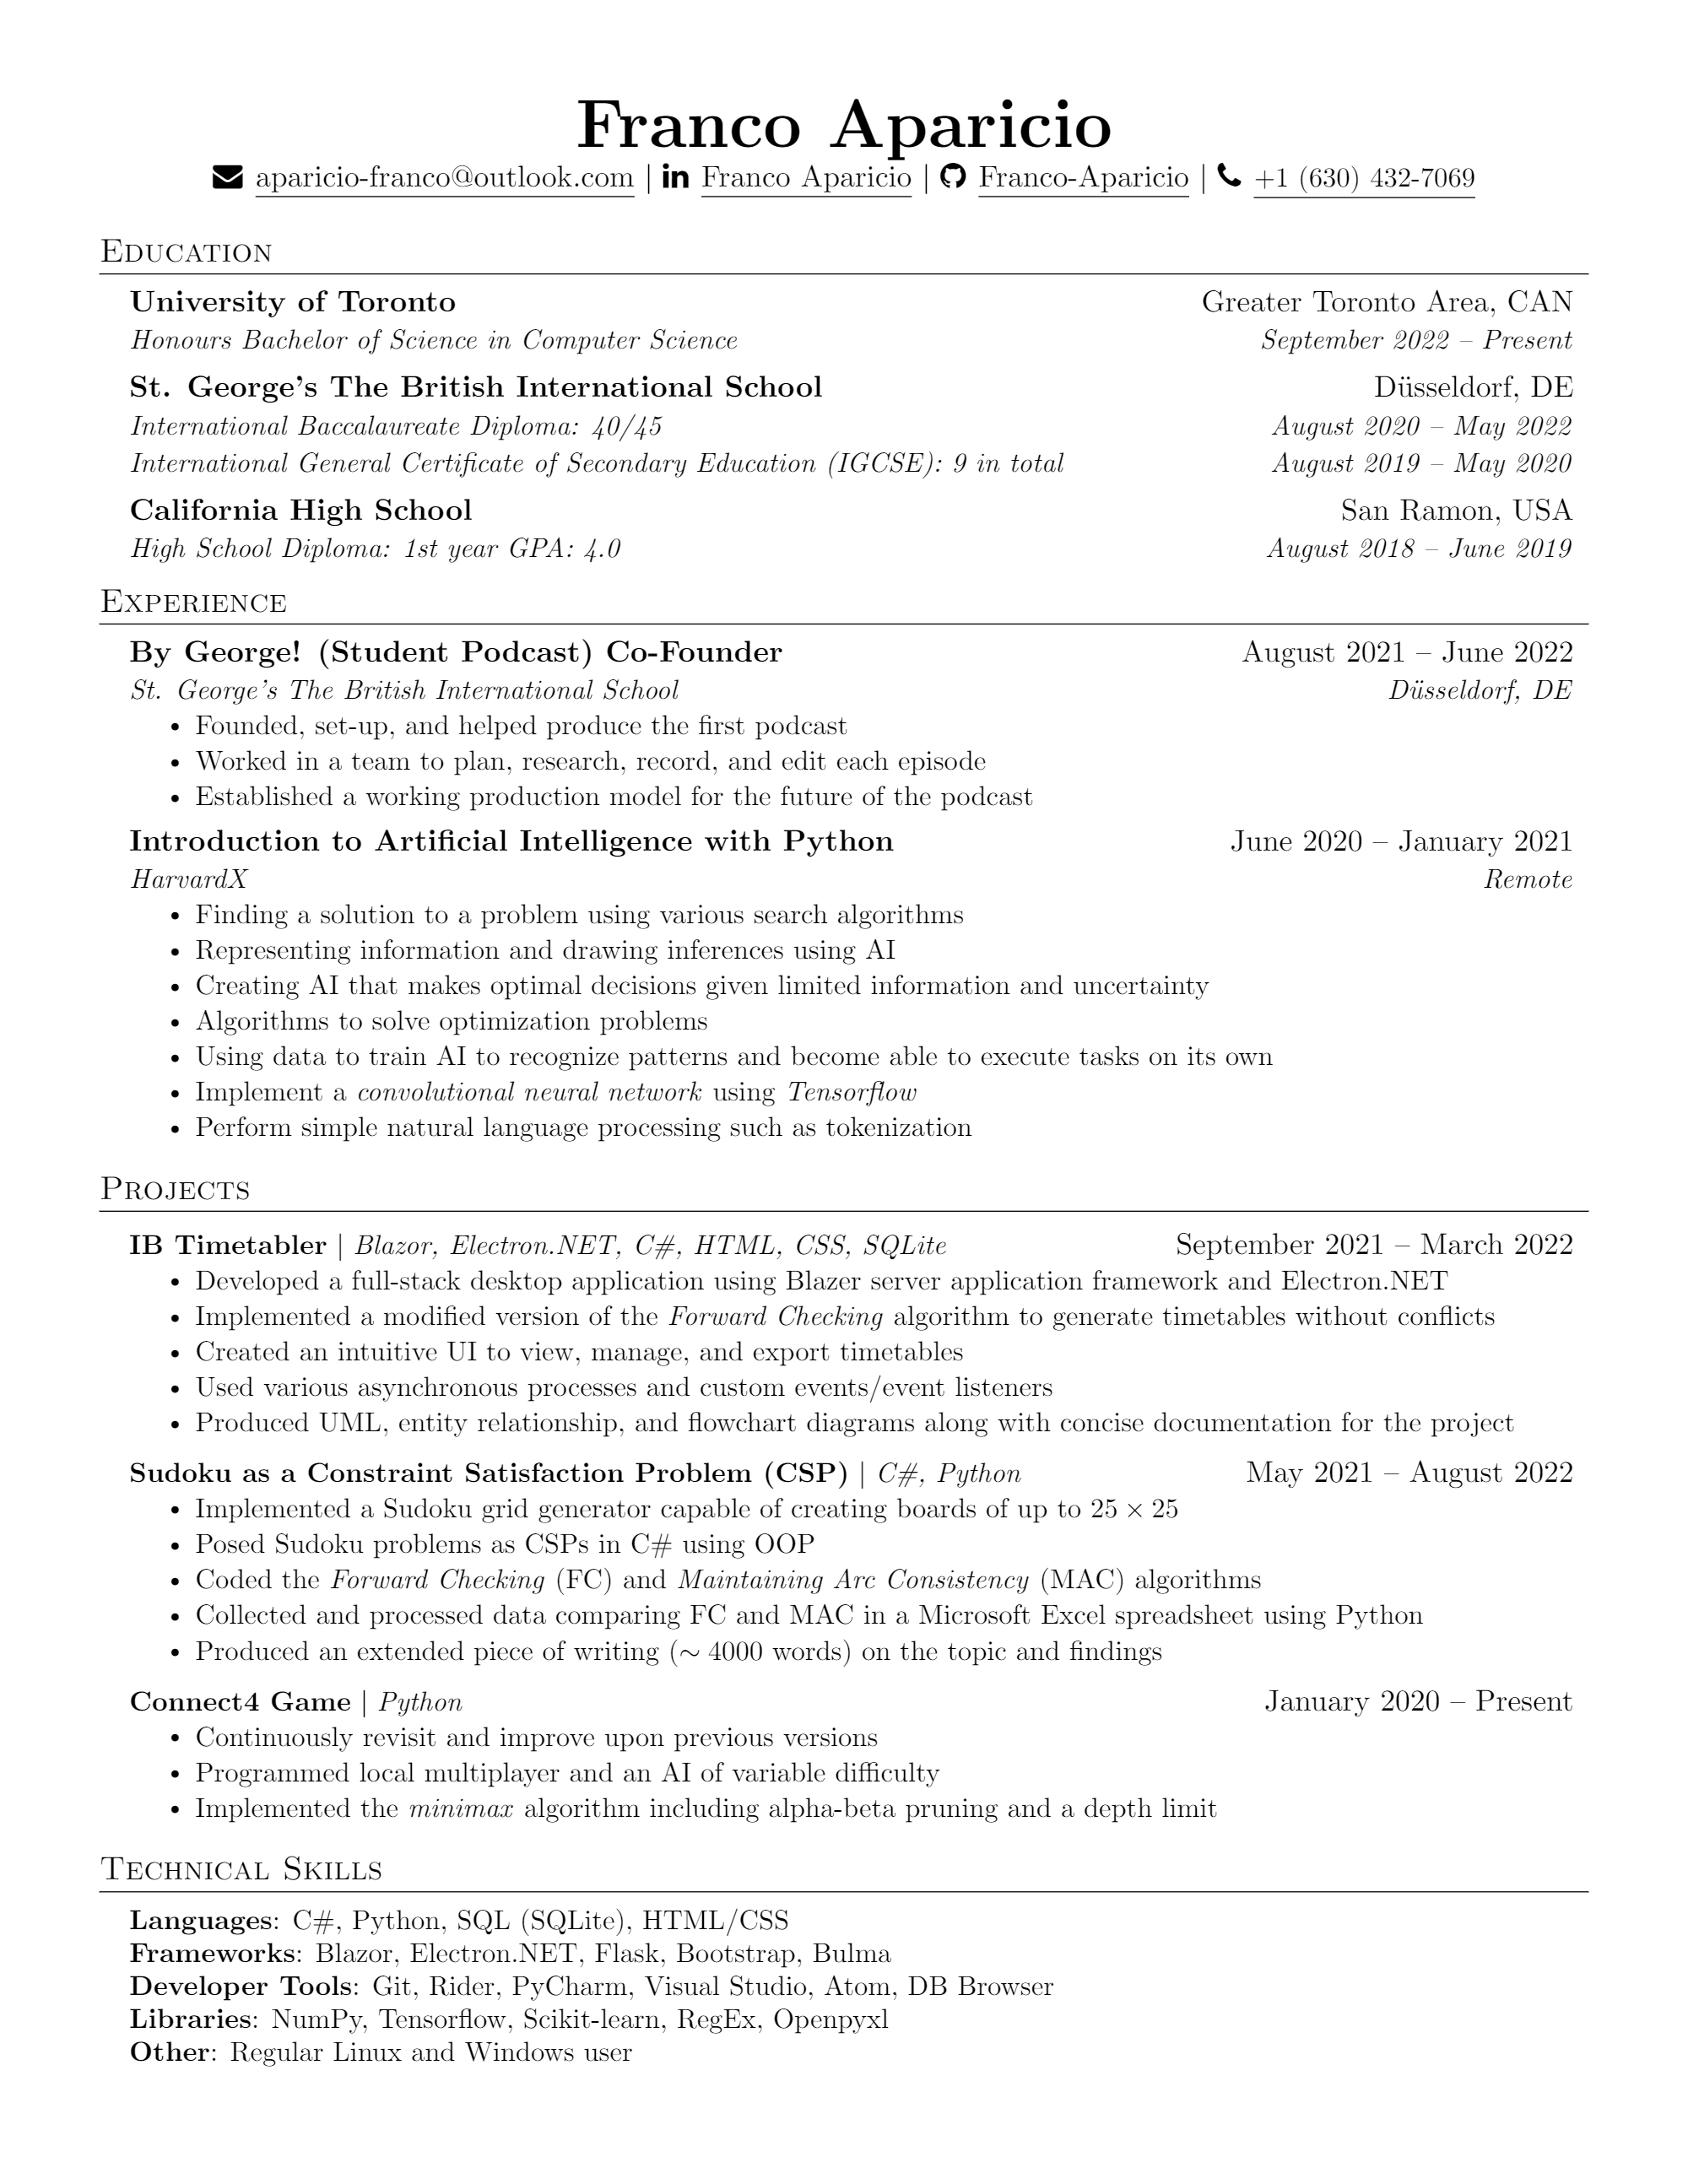 Franco Aparicio
aparicio-franco@outlook.com | Franco Aparicio | Franco-Aparicio | +1 (630) 432-7069
Education
University of Toronto Greater Toronto Area, CAN
Honours Bachelor of Science in Computer Science September 2022 – Present
St. George's The British International School Düsseldorf, DE
International Baccalaureate Diploma: 40/45 August 2020 – May 2022
International General Certificate of Secondary Education (IGCSE): 9 in total August 2019 – May 2020
California High School San Ramon, USA
High School Diploma: 1st year GPA: 4.0 August 2018 – June 2019
Experience
By George! (Student Podcast) Co-Founder August 2021 – June 2022
St. George's The British International School Düsseldorf, DE
• Founded, set-up, and helped produce the first podcast
• Worked in a team to plan, research, record, and edit each episode
• Established a working production model for the future of the podcast
Introduction to Artificial Intelligence with Python June 2020 – January 2021
HarvardX Remote
• Finding a solution to a problem using various search algorithms
• Representing information and drawing inferences using AI
• Creating AI that makes optimal decisions given limited information and uncertainty
• Algorithms to solve optimization problems
• Using data to train AI to recognize patterns and become able to execute tasks on its own
• Implement a convolutional neural network using Tensorflow
• Perform simple natural language processing such as tokenization
Projects
IB Timetabler | Blazor, Electron.NET, C#, HTML, CSS, SQLite September 2021 – March 2022
• Developed a full-stack desktop application using Blazer server application framework and Electron.NET
• Implemented a modified version of the Forward Checking algorithm to generate timetables without conflicts
• Created an intuitive UI to view, manage, and export timetables
• Used various asynchronous processes and custom events/event listeners
• Produced UML, entity relationship, and flowchart diagrams along with concise documentation for the project
Sudoku as a Constraint Satisfaction Problem (CSP) | C#, Python May 2021 – August 2022
• Implemented a Sudoku grid generator capable of creating boards of up to 25 × 25
• Posed Sudoku problems as CSPs in C# using OOP
• Coded the Forward Checking (FC) and Maintaining Arc Consistency (MAC) algorithms
• Collected and processed data comparing FC and MAC in a Microsoft Excel spreadsheet using Python
• Produced an extended piece of writing (∼ 4000 words) on the topic and findings
Connect4 Game | Python January 2020 – Present
• Continuously revisit and improve upon previous versions
• Programmed local multiplayer and an AI of variable difficulty
• Implemented the minimax algorithm including alpha-beta pruning and a depth limit
Technical Skills
Languages: C#, Python, SQL (SQLite), HTML/CSS
Frameworks: Blazor, Electron.NET, Flask, Bootstrap, Bulma
Developer Tools: Git, Rider, PyCharm, Visual Studio, Atom, DB Browser
Libraries: NumPy, Tensorflow, Scikit-learn, RegEx, Openpyxl
Other: Regular Linux and Windows user